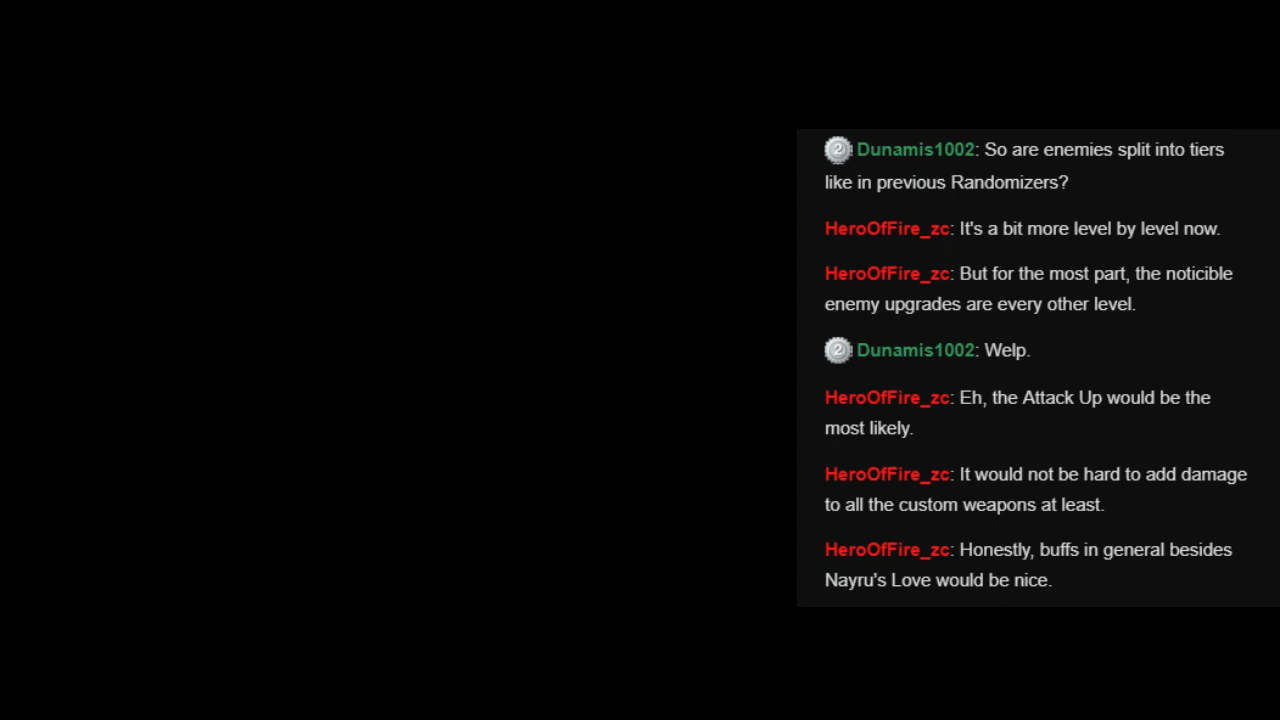 2 Dunamis1002: So are enemies split into tiers
like in previous Randomizers?
HeroOfFire_zc: It's a bit more level by level now.
HeroOfFire_zc: But for the most part, the noticible
enemy upgrades are every other level.
2 Dunamis1002: Welp.
HeroOfFire_zc: Eh, the Attack Up would be the
most likely.
HeroOfFire_zc: It would not be hard to add damage
to all the custom weapons at least.
HeroOfFire_zc: Honestly, buffs in general besides
Nayru's Love would be nice.